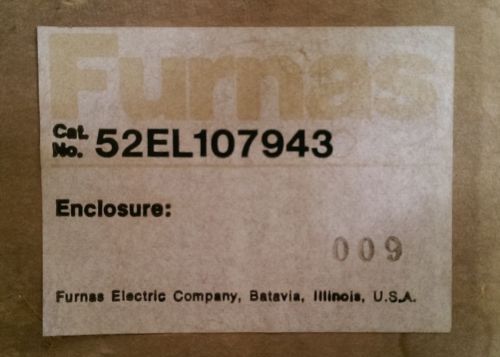 Furnas
Cat.
No. 52EL107943
Enclosure:
009
Furnas Electric Company, Batavia, Illinois, U.S.A.